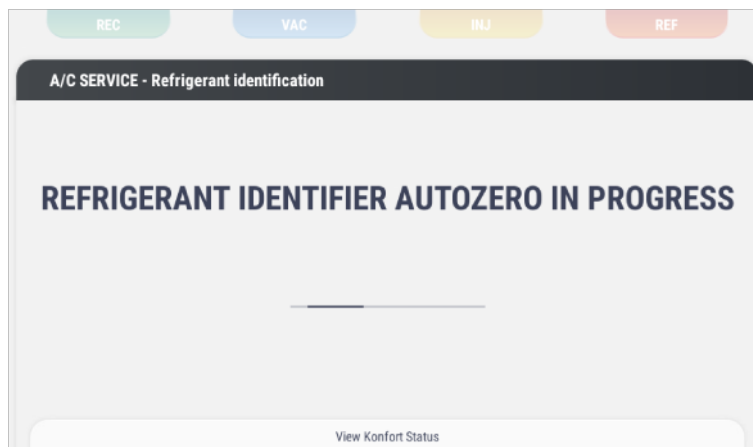 REC VAC INJ REF
A/C SERVICE - Refrigerant identification
REFRIGERANT IDENTIFIER AUTOZERO IN PROGRESS
View Konfort Status